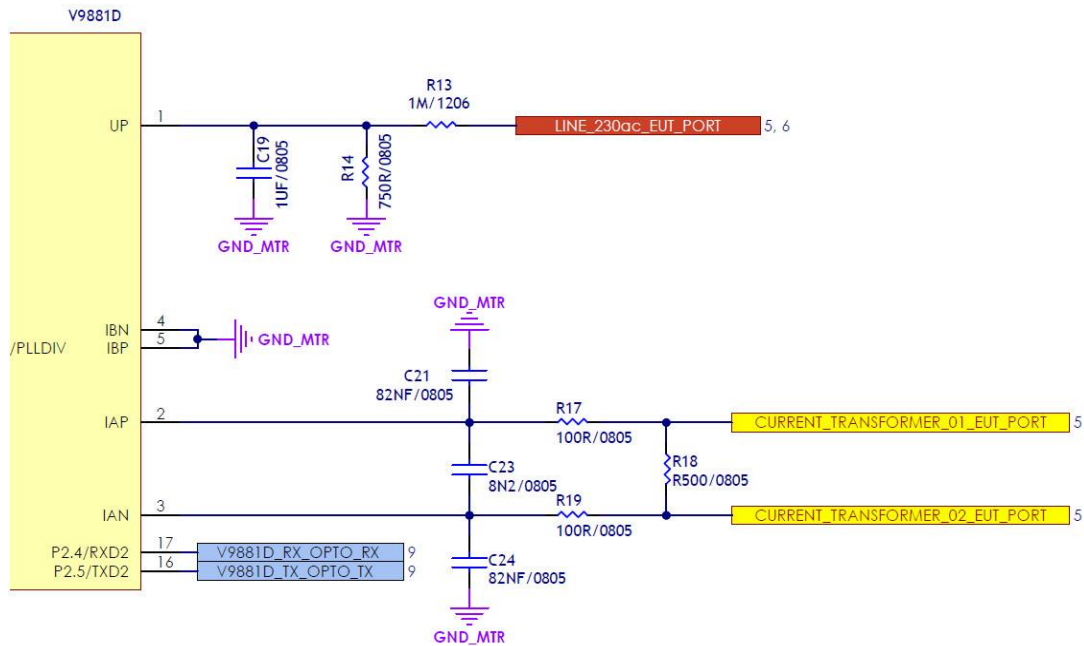 V9881D
R13
1M/1206
UP
1
LINE_230ac_EUT_PORT
5, 6
C19
1UF/0805
R14
750R/0805
GND_MTR
GND_MTR
GND_MTR
IBN
4
/PLLDIV
IBP
5
GND_MTR
C21
82NF/0805
IAP
2
R17
100R/0805
CURRENT_TRANSFORMER_01_EUT_PORT
5
C23
8N2/0805
R18
R500/0805
IAN
3
R19
100R/0805
CURRENT_TRANSFORMER_02_EUT_PORT
5
P2.4/RXD2
17
V9881D_RX_OPTO_RX
9
P2.5/TXD2
16
V9881D_TX_OPTO_TX
9
C24
82NF/0805
GND_MTR